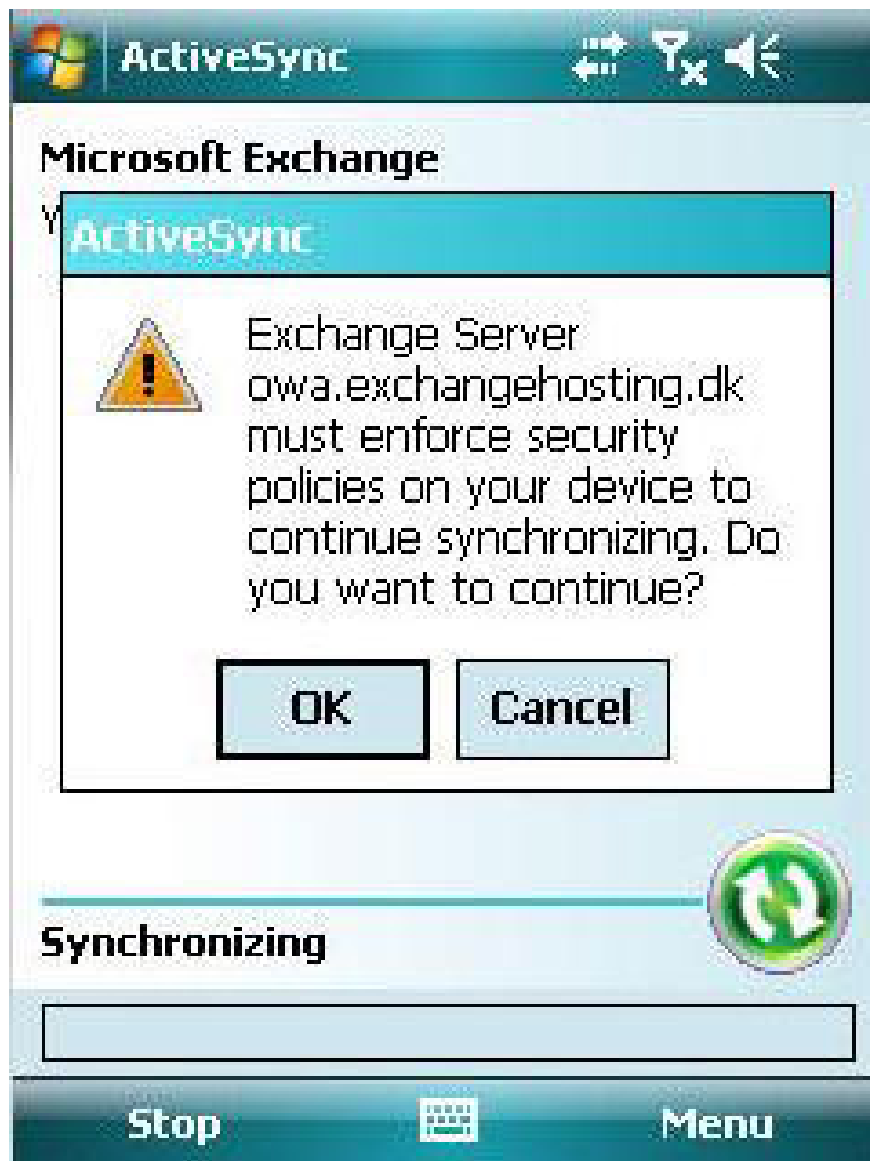 ActiveSync
Microsoft Exchange
Y
ActiveSync
Exchange Server
owa.exchangehosting.dk
must enforce security
policies on your device to
continue synchronizing. Do
you want to continue?
OK Cancel
Synchronizing
Stop Menu